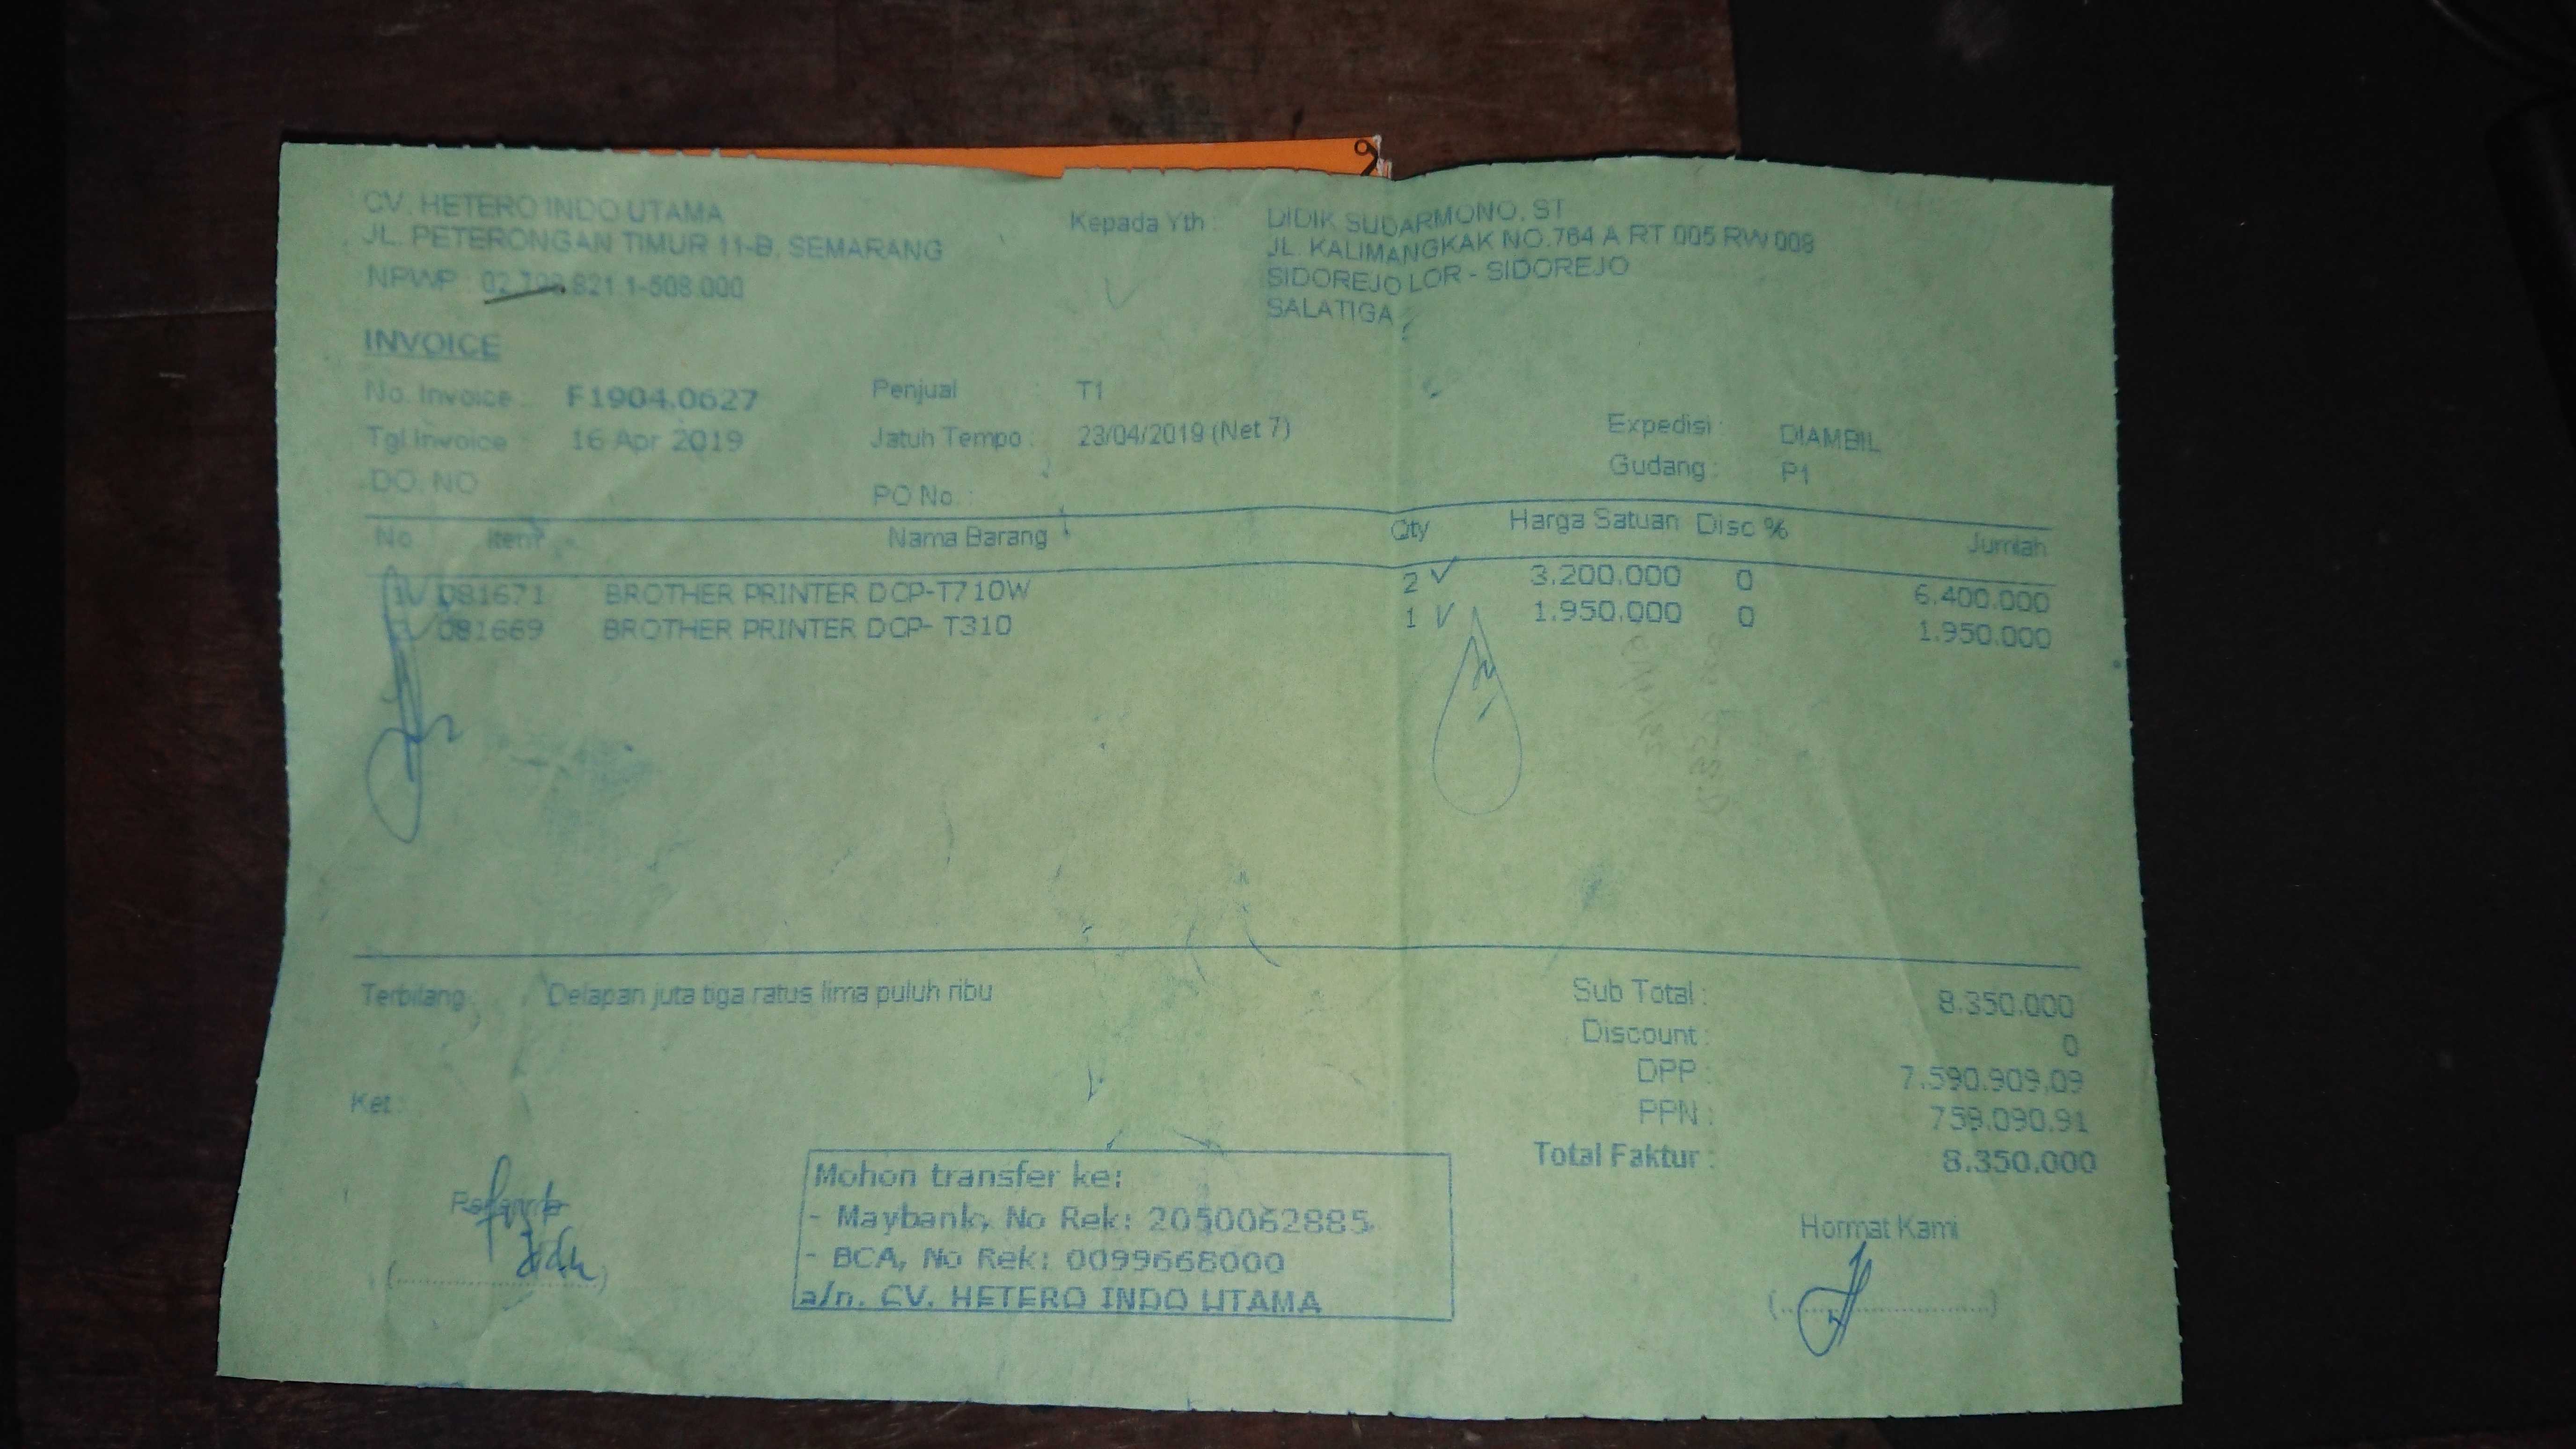 CV. HETERO INDO UTAMA
JL. PETERONGAN TIMUR 11-B, SEMARANG
NPWP : 821.1-508.000
Kepada Yth :
DIDIK SUDARMONO, ST
JL. KALIMANGKAK NO.764 A RT 005 RW 009
SIDOREJO LOR - SIDOREJO
SALATIGA
INVOICE
No. Invoice : F1904.0627 Penjual : T1
Tgl Invoice : 16 Apr 2019 Jatuh Tempo : 23/04/2019 (Net 7) Expedisi : DIAMBIL
DO. NO PO No. : Gudang : P1
No Item Nama Barang Qty Harga Satuan Disc % Jumlah
1 081671 BROTHER PRINTER DCP-T710W 2 3.200.000 0 6.400.000
081669 BROTHER PRINTER DCP- T310 1 1.950.000 0 1.950.000
Terbilang : Delapan juta tiga ratus lima puluh ribu
Sub Total : 8.350.000
Discount : 0
DPP : 7.590.909,09
PPN : 759.090,91
Total Faktur : 8.350.000
Ket :
Mohon transfer ke:
- Maybank, No Rek: 2050062885
- BCA, No Rek: 0099668000
a/n. CV. HETERO INDO UTAMA
Penerima
Hormat Kami